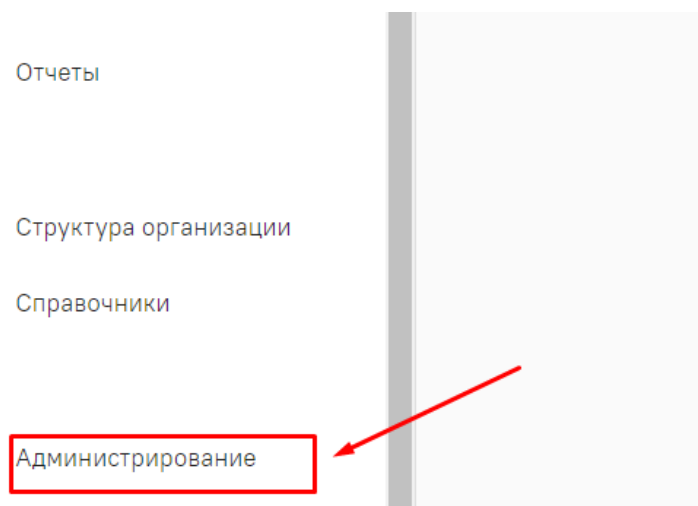 Отчеты
Структура организации
Справочники
Администрирование